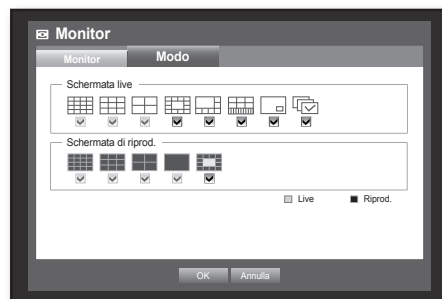 Monitor
Monitor
Modo
Schermata live
Schermata di riprod.
Live
Riprod.
OK
Annulla